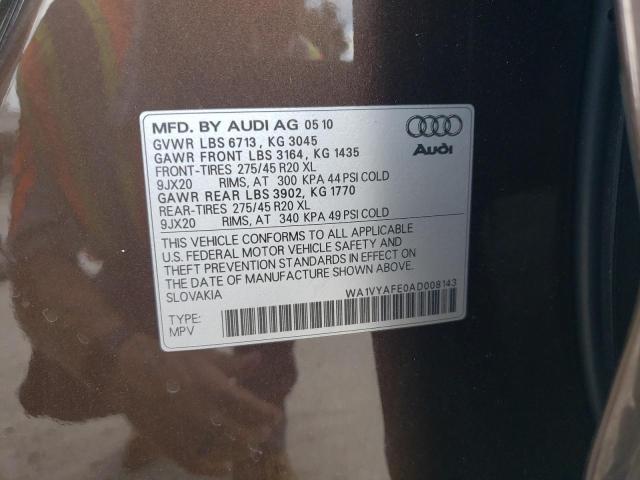 MFD. BY AUDI AG 05 10
GVWR LBS 6713, KG 3045
GAWR FRONT LBS 3164, KG 1435
FRONT-TIRES 275/45 R20 XL
9JX20 RIMS, AT 300 KPA 44 PSI COLD
GAWR REAR LBS 3902, KG 1770
REAR-TIRES 275/45 R20 XL
9JX20 RIMS, AT 340 KPA 49 PSI COLD
Audi
THIS VEHICLE CONFORMS TO ALL APPLICABLE
U.S. FEDERAL MOTOR VEHICLE SAFETY AND
THEFT PREVENTION STANDARDS IN EFFECT ON
THE DATE OF MANUFACTURE SHOWN ABOVE.
SLOVAKIA
WA1VYAFE0AD008143
TYPE:
MPV